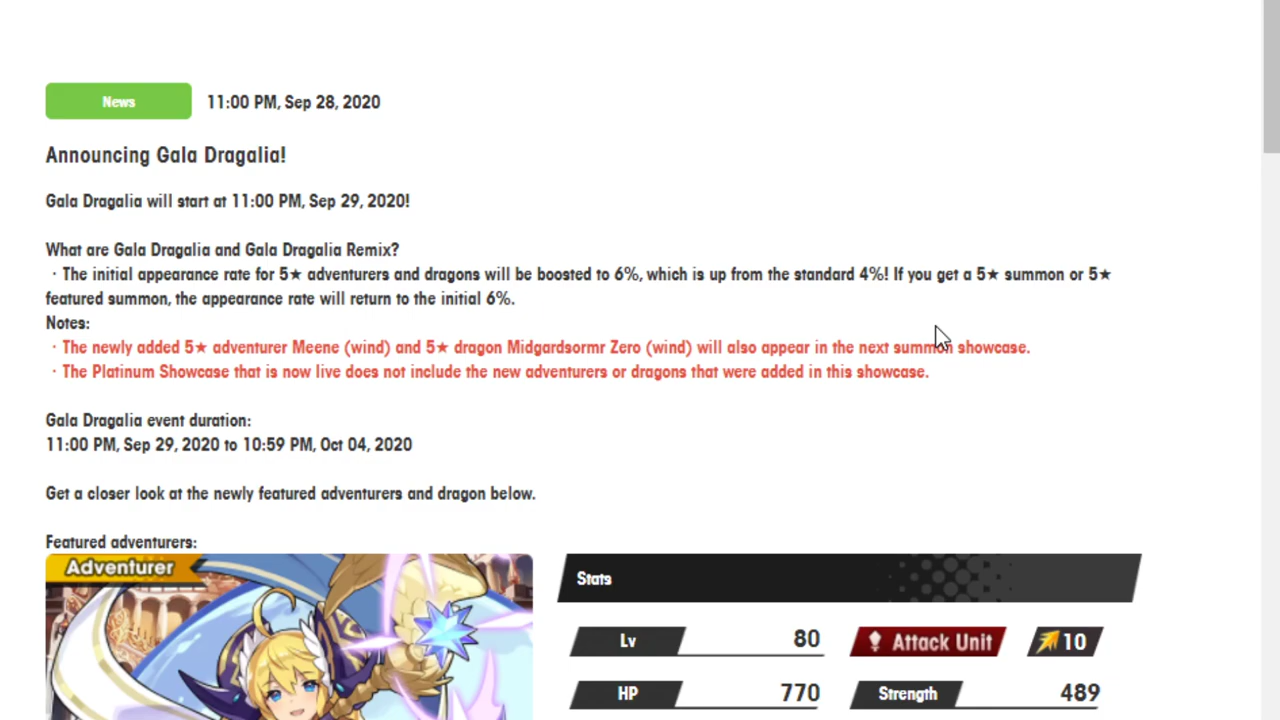 News 11:00 PM, Sep 28, 2020
Announcing Gala Dragalia!
Gala Dragalia will start at 11:00 PM, Sep 29, 2020!
What are Gala Dragalia and Gala Dragalia Remix?
· The initial appearance rate for 5★ adventurers and dragons will be boosted to 6%, which is up from the standard 4%! If you get a 5★ summon or 5★
featured summon, the appearance rate will return to the initial 6%.
Notes:
· The newly added 5★ adventurer Meene (wind) and 5★ dragon Midgardsormr Zero (wind) will also appear in the next summon showcase.
· The Platinum Showcase that is now live does not include the new adventurers or dragons that were added in this showcase.
Gala Dragalia event duration:
11:00 PM, Sep 29, 2020 to 10:59 PM, Oct 04, 2020
Get a closer look at the newly featured adventurers and dragon below.
Featured adventurers:
Adventurer
Stats
Lv 80 Attack Unit 10
HP 770 Strength 489